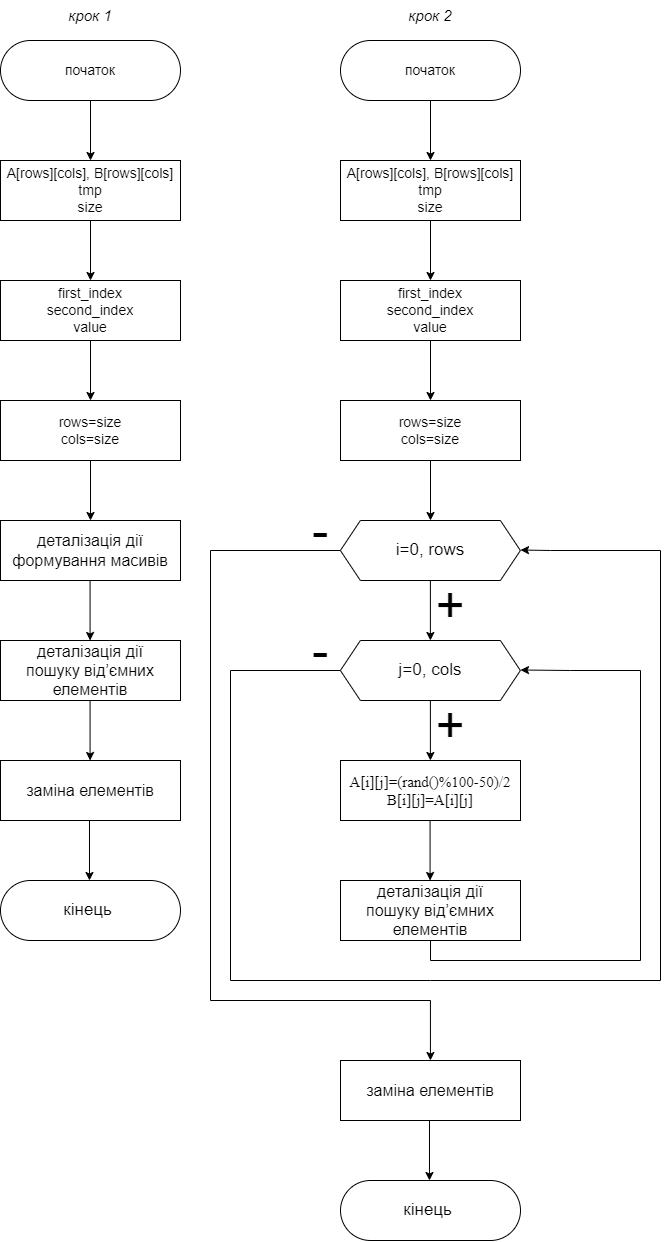 крок 1
початок
A[rows][cols], B[rows][cols]
tmp
size
first_index
second_index
value
rows=size
cols=size
деталізація дії
формування масивів
деталізація дії
пошуку від’ємних
елементів
заміна елементів
кінець
крок 2
початок
A[rows][cols], B[rows][cols]
tmp
size
first_index
second_index
value
rows=size
cols=size
-
i=0, rows
+
-
j=0, cols
+
A[i][j]=(rand()%100-50)/2
B[i][j]=A[i][j]
деталізація дії
пошуку від’ємних
елементів
заміна елементів
кінець